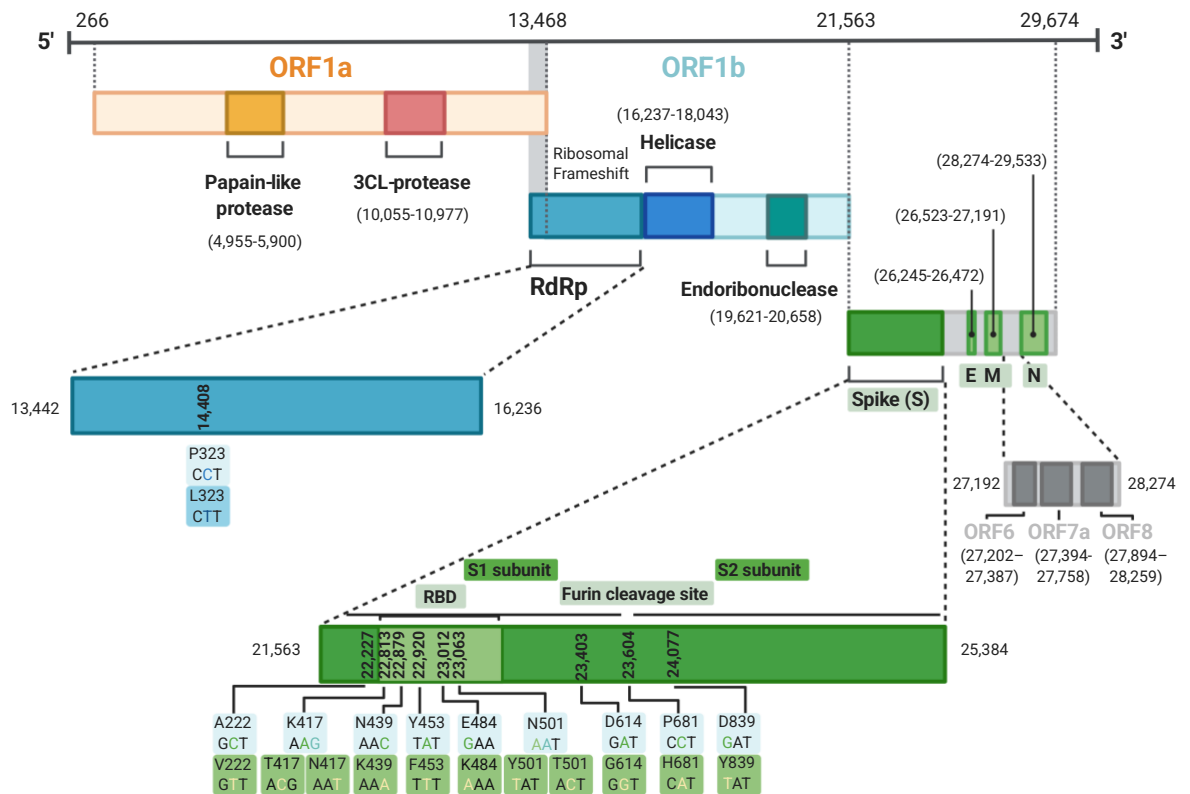 266
13,468
21,563
29,674
5'
3'
ORF1a
ORF1b
(16,237-18,043)
Helicase
Ribosomal
Frameshift
(28,274-29,533)
Papain-like
protease
(4,955-5,900)
3CL-protease
(10,055-10,977)
(26,523-27,191)
(26,245-26,472)
RdRp
Endoribonuclease
(19,621-20,658)
E
M
N
Spike (S)
13,442
14,408
16,236
P323
CCT
L323
CTT
27,192
28,274
ORF6
ORF7a
ORF8
(27,202–
27,387)
(27,394-
27,758)
(27,894–
28,259)
S1 subunit
S2 subunit
RBD
Furin cleavage site
21,563
22,227
22,813
22,879
22,920
23,012
23,063
23,403
23,604
24,077
25,384
A222
GCT
K417
AAG
N439
AAC
Y453
TAT
E484
GAA
N501
AAT
D614
GAT
P681
CCT
D839
GAT
V222
GTT
T417
ACG
N417
AAT
K439
AAA
F453
TTT
K484
AAA
Y501
TAT
T501
ACT
G614
GGT
H681
CAT
Y839
TAT